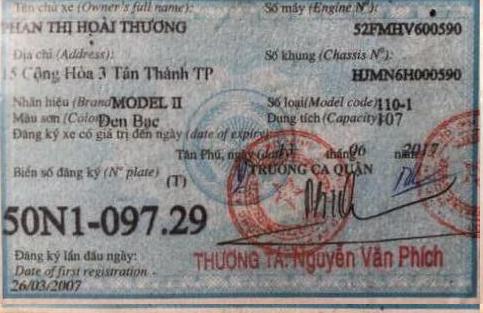 Tên chủ xe (Owner's full name): Số máy (Engine N°):
PHAN THỊ HOÀI THƯƠNG 52FMHV600590
Địa chỉ (Address): Số khung (Chassis N°):
15 Cộng Hòa 3 Tân Thành TP HJMN6H000590
Nhãn hiệu (Brand MODEL II Số loại(Model code 110-1
Màu sơn (Color Đen Bạc Dung tích (Capacity 107
Đăng ký xe có giá trị đến ngày (date of expiry
Tân Phú, ngày 11 tháng 06 năm 2017
Biển số đăng ký (N° plate) (T) TRƯỞNG CA QUẬN
50N1-097.29
Đăng ký lần đầu ngày: THƯỢNG TÁ: Nguyễn Văn Phích
Date of first registration
26/03/2007